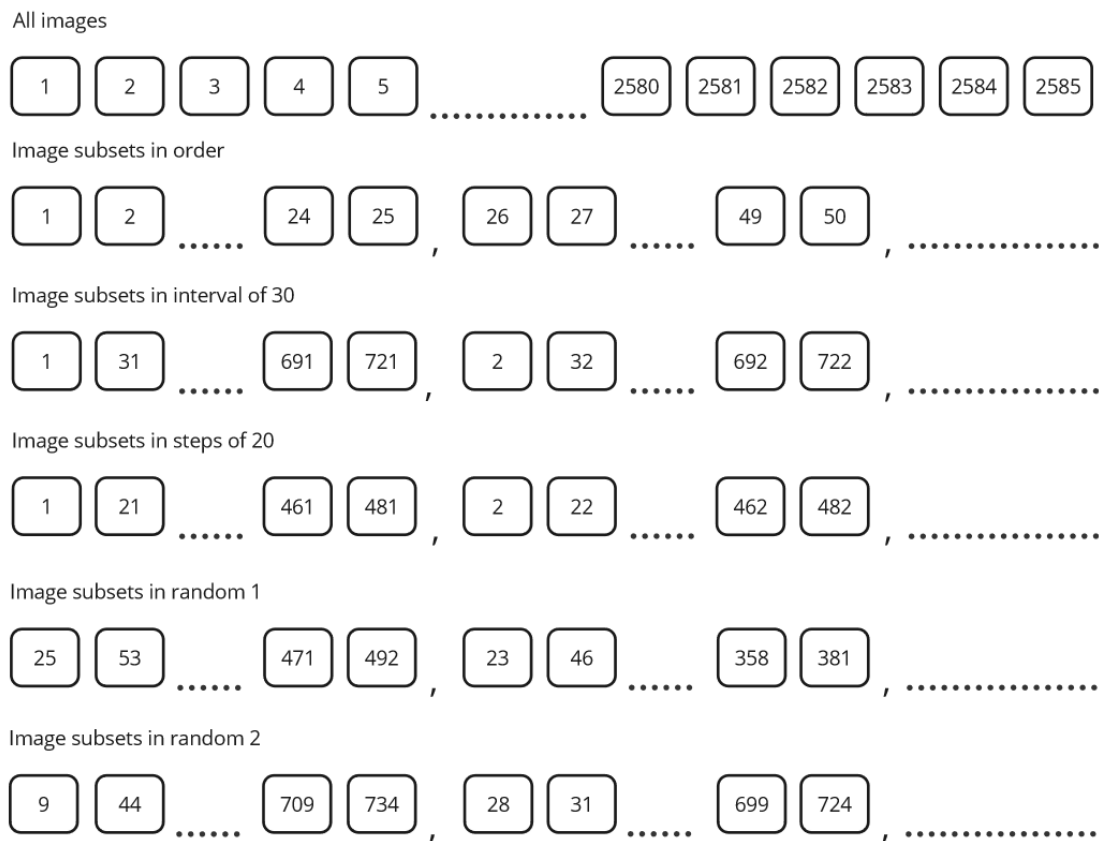 All images
1 2 3 4 5 .............. 2580 2581 2582 2583 2584 2585
Image subsets in order
1 2 ...... 24 25 , 26 27 ...... 49 50 , .................
Image subsets in interval of 30
1 31 ...... 691 721 , 2 32 ...... 692 722 , .................
Image subsets in steps of 20
1 21 ...... 461 481 , 2 22 ...... 462 482 , .................
Image subsets in random 1
25 53 ...... 471 492 , 23 46 ...... 358 381 , .................
Image subsets in random 2
9 44 ...... 709 734 , 28 31 ...... 699 724 , .................